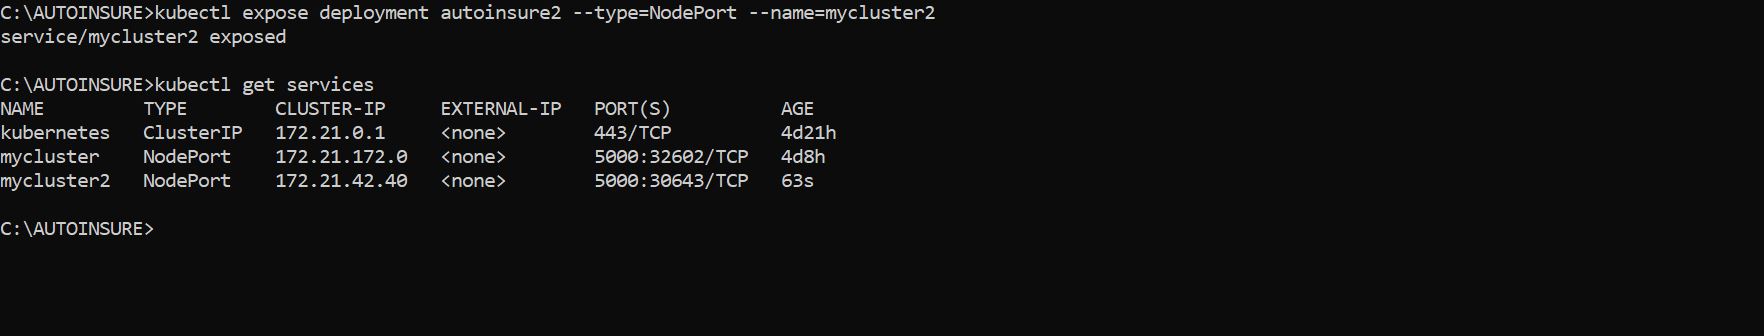 C:\AUTOINSURE>kubectl expose deployment autoinsure2 --type=NodePort --name=mycluster2
service/mycluster2 exposed
C:\AUTOINSURE>kubectl get services
NAME TYPE CLUSTER-IP EXTERNAL-IP PORT(S) AGE
kubernetes ClusterIP 172.21.0.1 <none> 443/TCP 4d21h
mycluster NodePort 172.21.172.0 <none> 5000:32602/TCP 4d8h
mycluster2 NodePort 172.21.42.40 <none> 5000:30643/TCP 63s
C:\AUTOINSURE>